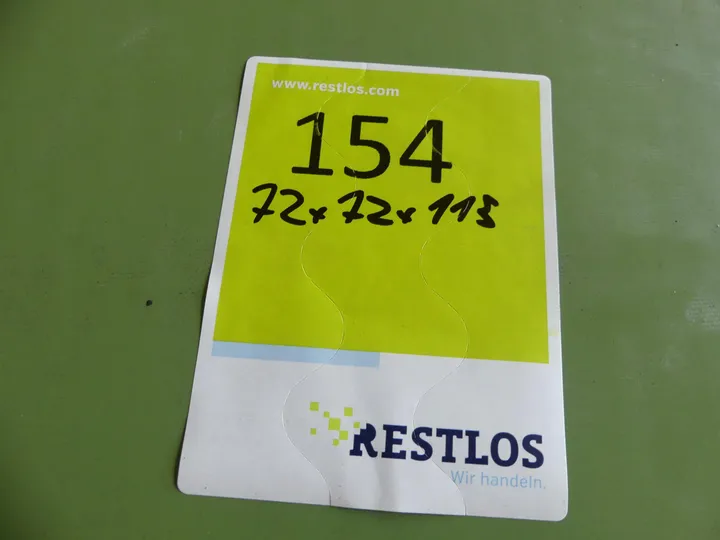 www.restlos.com
154
72x72x113
RESTLOS
Wir handeln.